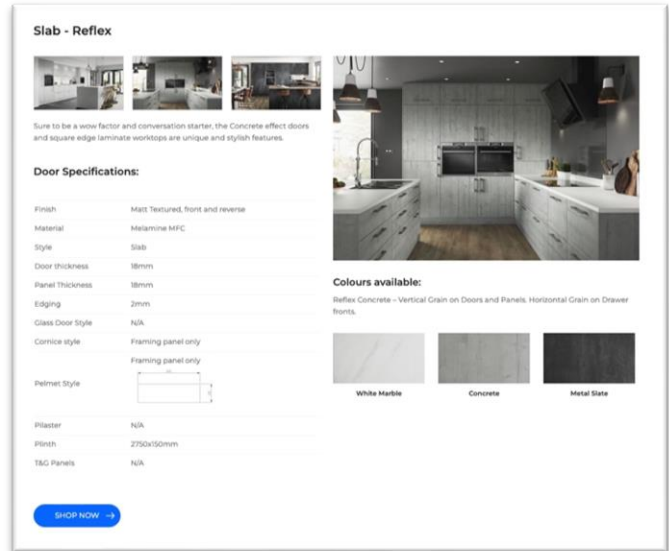 Slab - Reflex
Sure to be a wow factor and conversation starter, the Concrete effect doors
and square edge laminate worktops are unique and stylish features.
Door Specifications:
Finish Matt Textured, front and reverse
Material Melamine MFC
Style Slab
Door thickness 18mm
Panel Thickness 18mm
Edging 2mm
Glass Door Style N/A
Cornice style Framing panel only
Pelmet Style Framing panel only
Pilaster N/A
Plinth 2750x150mm
T&G Panels N/A
SHOP NOW →
Colours available:
Reflex Concrete – Vertical Grain on Doors and Panels. Horizontal Grain on Drawer
fronts.
White Marble Concrete Metal Slate